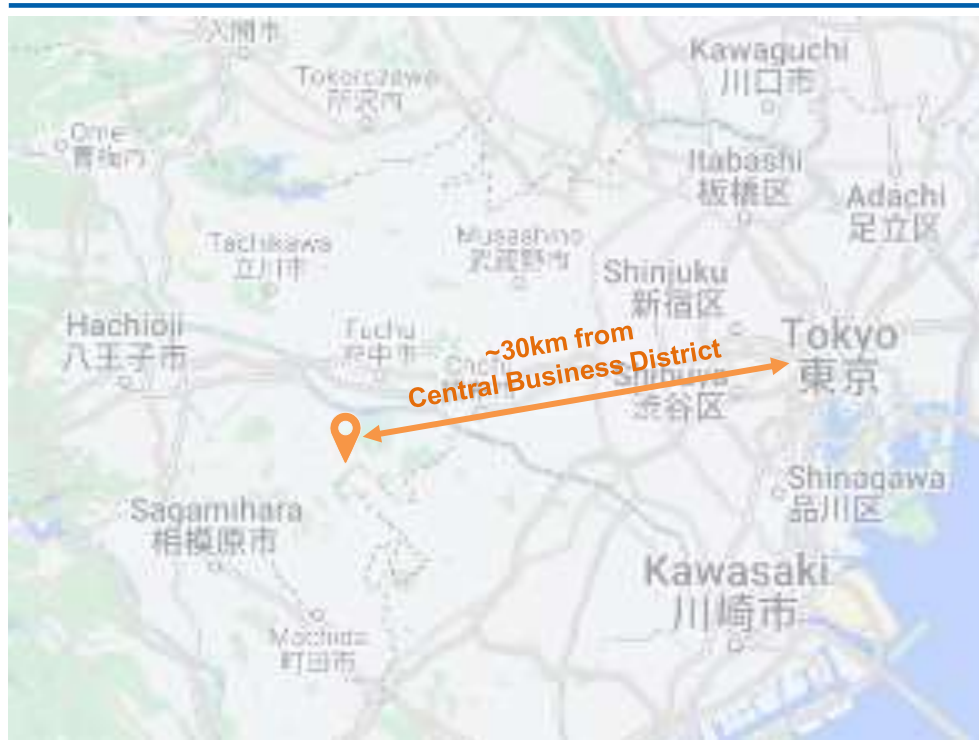 入間市
Kawaguchi
川口市
Tokorozawa
所沢市
Ome
青梅市
Itabashi
板橋区
Adachi
足立区
Tachikawa
立川市
Musashino
武蔵野市
Shinjuku
新宿区
Hachioji
八王子市
Fuchu
府中市
~30km from
Central Business District
Tokyo
東京
Shibuya
渋谷区
Shinagawa
品川区
Sagamihara
相模原市
Kawasaki
川崎市
Machida
町田市